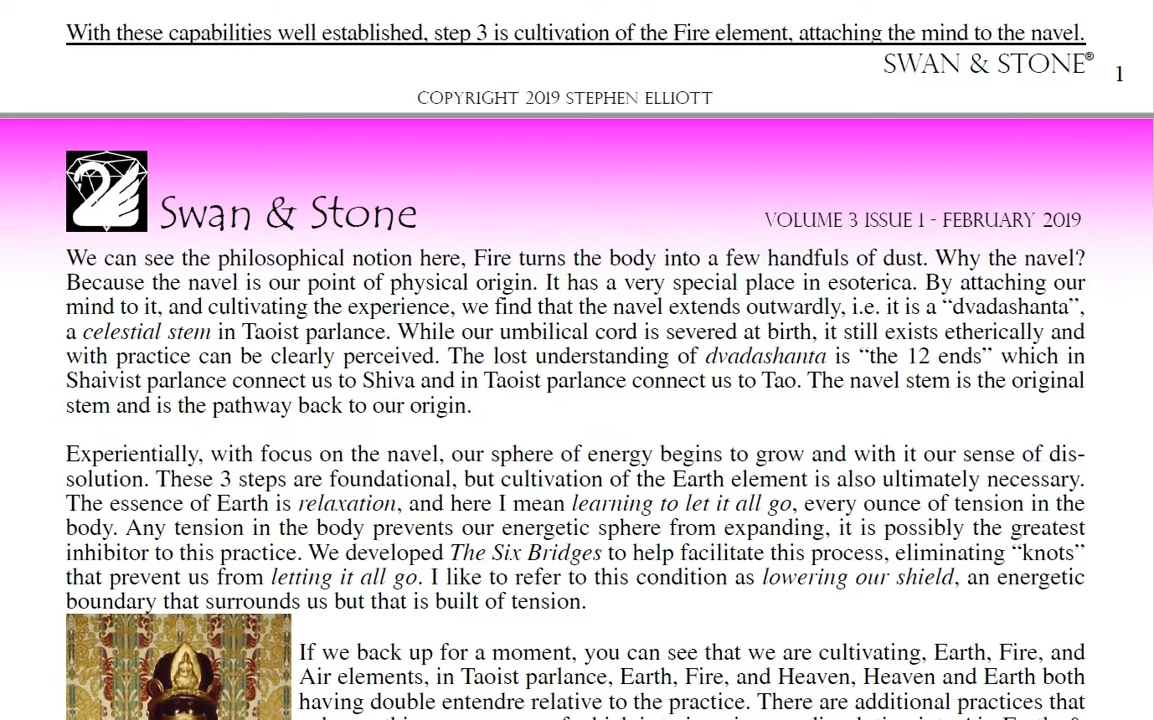 With these capabilities well established, step 3 is cultivation of the Fire element, attaching the mind to the navel.
SWAN & STONE®
1
COPYRIGHT 2019 STEPHEN ELLIOTT
Swan & Stone
VOLUME 3 ISSUE 1 - FEBRUARY 2019
We can see the philosophical notion here, Fire turns the body into a few handfuls of dust. Why the navel?
Because the navel is our point of physical origin. It has a very special place in esoterica. By attaching our
mind to it, and cultivating the experience, we find that the navel extends outwardly, i.e. it is a “dvadashanta”,
a celestial stem in Taoist parlance. While our umbilical cord is severed at birth, it still exists etherically and
with practice can be clearly perceived. The lost understanding of dvadashanta is “the 12 ends” which in
Shaivist parlance connect us to Shiva and in Taoist parlance connect us to Tao. The navel stem is the original
stem and is the pathway back to our origin.
Experientially, with focus on the navel, our sphere of energy begins to grow and with it our sense of dis-
solution. These 3 steps are foundational, but cultivation of the Earth element is also ultimately necessary.
The essence of Earth is relaxation, and here I mean learning to let it all go, every ounce of tension in the
body. Any tension in the body prevents our energetic sphere from expanding, it is possibly the greatest
inhibitor to this practice. We developed The Six Bridges to help facilitate this process, eliminating “knots”
that prevent us from letting it all go. I like to refer to this condition as lowering our shield, an energetic
boundary that surrounds us but that is built of tension.
If we back up for a moment, you can see that we are cultivating, Earth, Fire, and
Air elements, in Taoist parlance, Earth, Fire, and Heaven, Heaven and Earth both
having double entendre relative to the practice. There are additional practices that